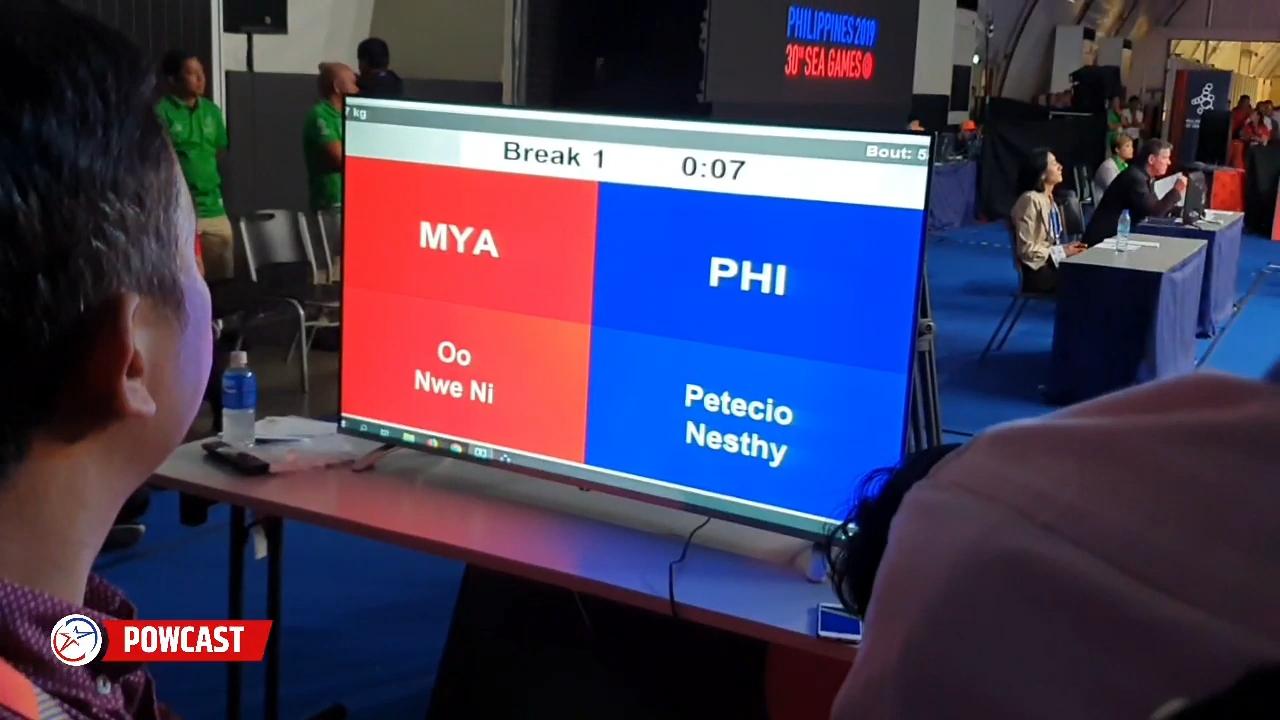 PHILIPPINES 2019
30TH SEA GAMES
7 kg
Bout: 5
Break 1 0:07
MYA
PHI
Oo
Nwe Ni
Petecio
Nesthy
POWCAST